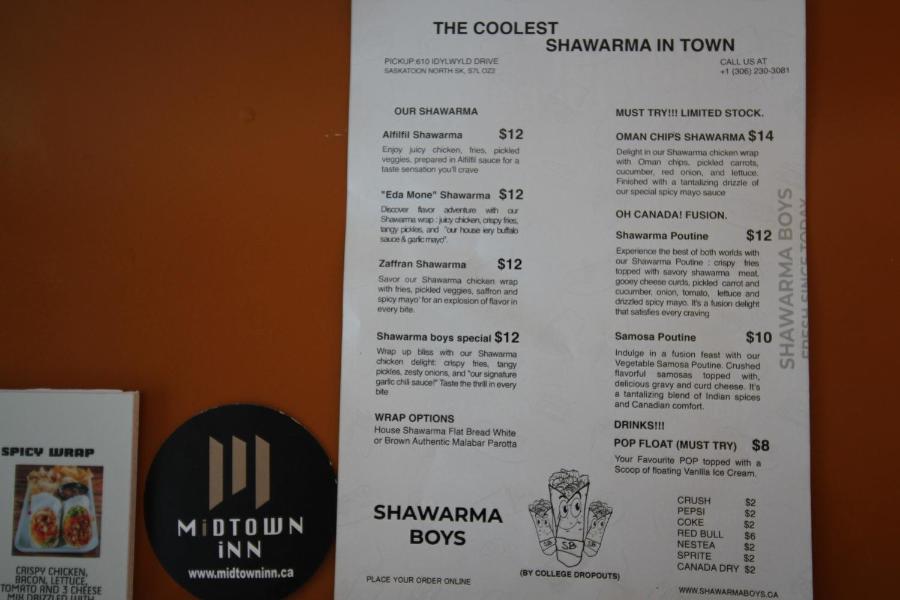 THE COOLEST
SHAWARMA IN TOWN
PICKUP:610 IDYLWYLD DRIVE
SASKATOON NORTH SK, S7L OZ2
CALL US AT
+1 (306) 230-3081
OUR SHAWARMA
Alfilfil Shawarma $12
Enjoy juicy chicken, fries, pickled
veggies, prepared in Alfilfil sauce for a
taste sensation you'll crave
"Eda Mone" Shawarma $12
Discover flavor adventure with our
Shawarma wrap : juicy chicken, crispy fries,
tangy pickles, and "our house iery buffalo
sauce & garlic mayo".
Zaffran Shawarma $12
Savor our Shawarma chicken wrap
with fries, pickled veggies, saffron and
spicy mayo' for an explosion of flavor in
every bite.
Shawarma boys special $12
Wrap up bliss with our Shawarma
chicken delight: crispy fries, tangy
pickles, zesty onions, and "our signature
garlic chili sauce!" Taste the thrill in every
bite
WRAP OPTIONS
House Shawarma Flat Bread White
or Brown Authentic Malabar Parotta
SHAWARMA
BOYS
PLACE YOUR ORDER ONLINE
MUST TRY!!! LIMITED STOCK.
OMAN CHIPS SHAWARMA $14
Delight in our Shawarma chicken wrap
with Oman chips, pickled carrots,
cucumber, red onion, and lettuce.
Finished with a tantalizing drizzle of
our special spicy mayo sauce
OH CANADA! FUSION.
Shawarma Poutine $12
Experience the best of both worlds with
our Shawarma Poutine : crispy fries
topped with savory shawarma meat,
gooey cheese curds, pickled carrot and
cucumber, onion, tomato, lettuce and
drizzled spicy mayo. It's a fusion delight
that satisfies every craving
Samosa Poutine $10
Indulge in a fusion feast with our
Vegetable Samosa Poutine. Crushed
flavorful samosas topped with,
delicious gravy and curd cheese. It's
a tantalizing blend of Indian spices
and Canadian comfort.
DRINKS!!!
POP FLOAT (MUST TRY) $8
Your Favourite POP topped with a
Scoop of floating Vanilla Ice Cream.
CRUSH $2
PEPSI $2
COKE $2
RED BULL $6
NESTEA $2
SPRITE $2
CANADA DRY $2
SB
(BY COLLEGE DROPOUTS)
WWW.SHAWARMABOYS.CA
SHAWARMA BOYS
FRESH SINCE TODAY
SPICY WRAP
CRISPY CHICKEN,
BACON, LETTUCE,
TOMATO AND 3 CHEESE
MIX DRIZZLED WITH
MiDTOWN
iNN
www.midtowninn.ca